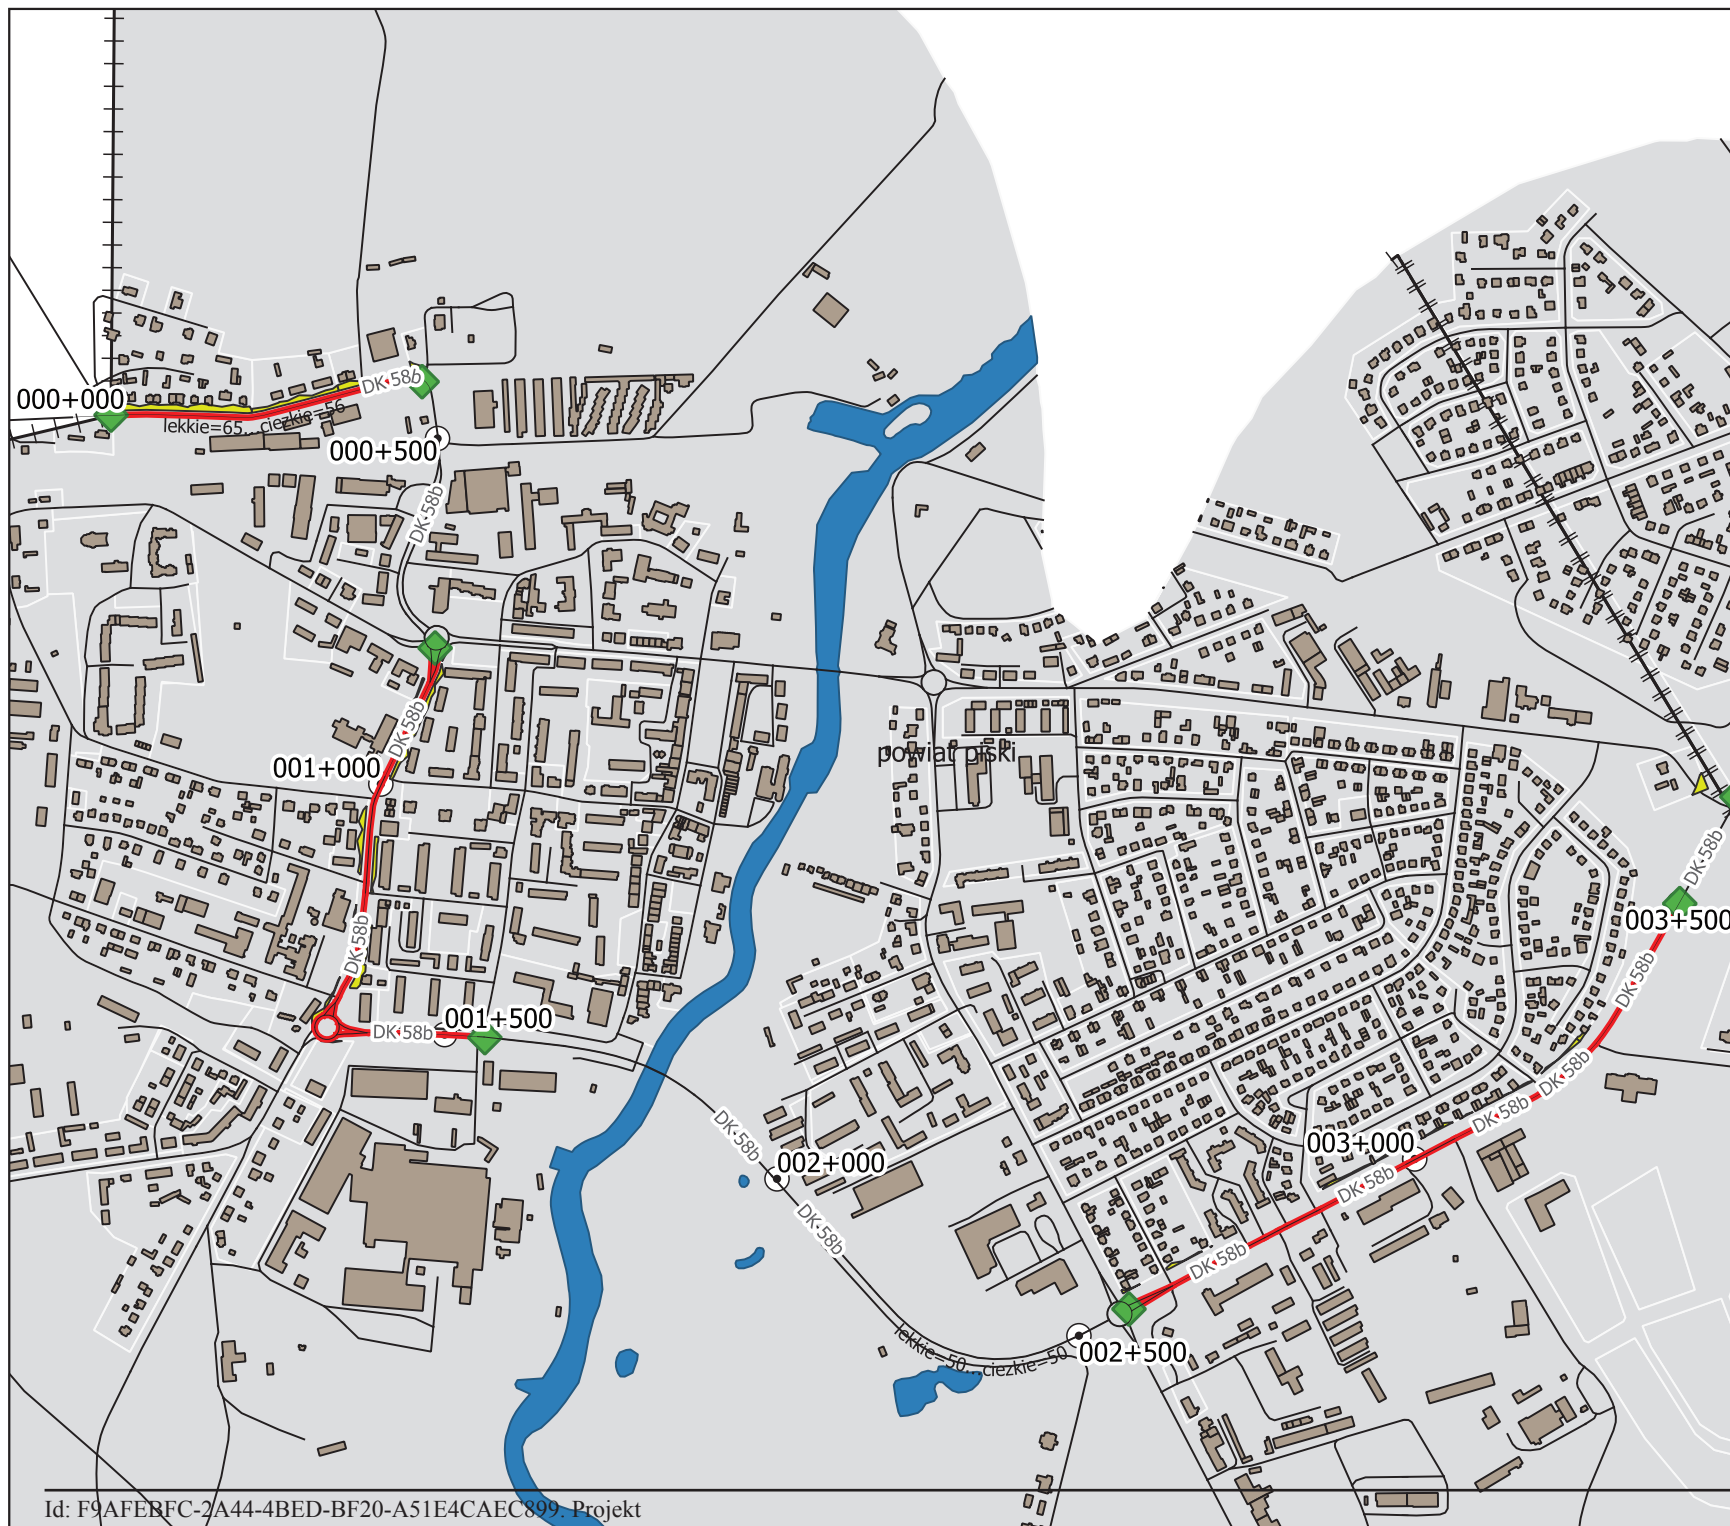 000+000
DK-58b
lekkie=65...ciezkie=56
000+500
DK-58b
DK-58b
001+000
powiat piski
DK-58b
DK-58b
003+500
DK-58b
DK-58b
001+500
DK-58b
DK-58b
DK-58b
003+000
002+000
DK-58b
DK-58b
DK-58b
lekkie=50...ciezkie=50
002+500
Id: F9AFEBFC-2A44-4BED-BF20-A51E4CAEC899. Projekt